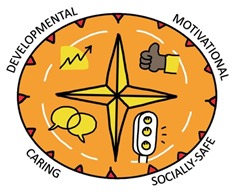 DEVELOPMENTAL
MOTIVATIONAL
CARING
SOCIALLY-SAFE